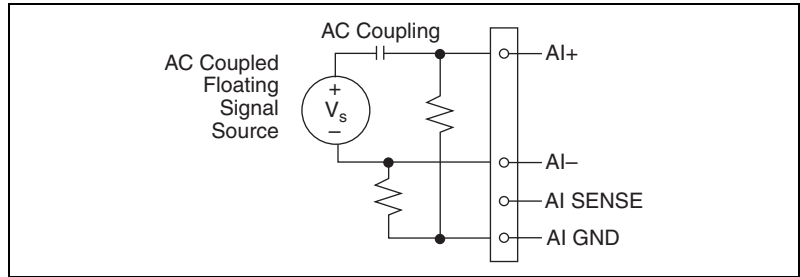 AC Coupling
AC Coupled
Floating
Signal
Source
+
Vs
–
AI+
AI–
AI SENSE
AI GND